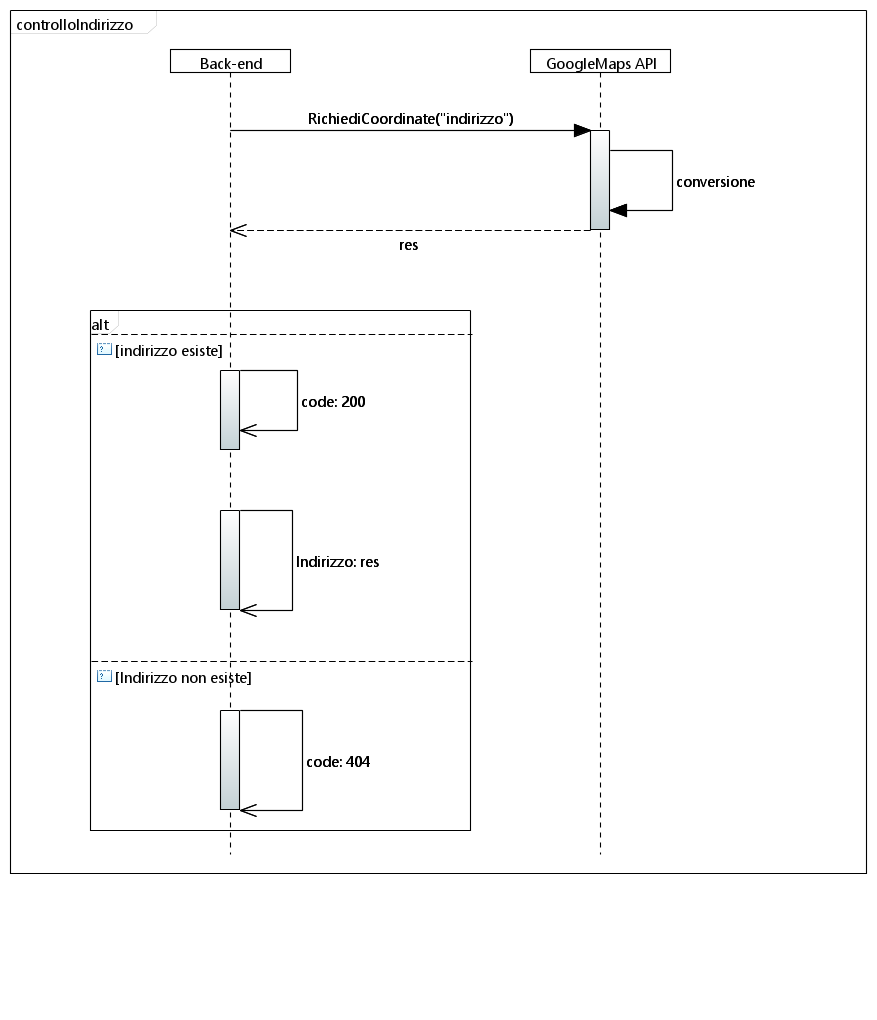 controlloIndirizzo
Back-end
GoogleMaps API
RichiediCoordinate("indirizzo")
conversione
res
alt
[indirizzo esiste]
code: 200
Indirizzo: res
[Indirizzo non esiste]
code: 404